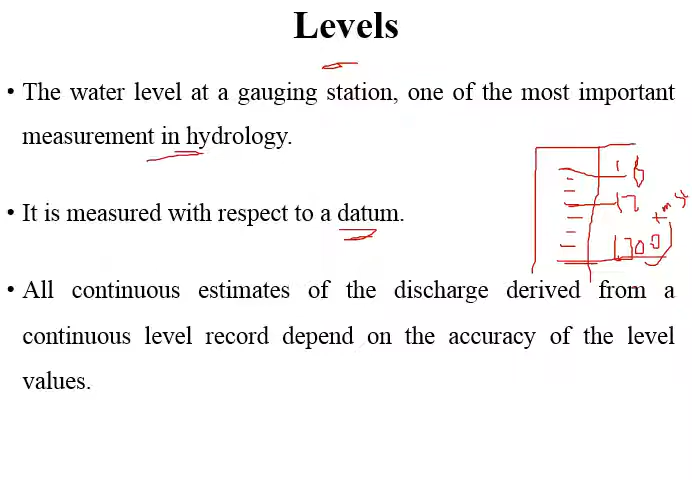 Levels
• The water level at a gauging station, one of the most important
measurement in hydrology.
18
17
• It is measured with respect to a datum.
• All continuous estimates of the discharge derived from a
continuous level record depend on the accuracy of the level
values.